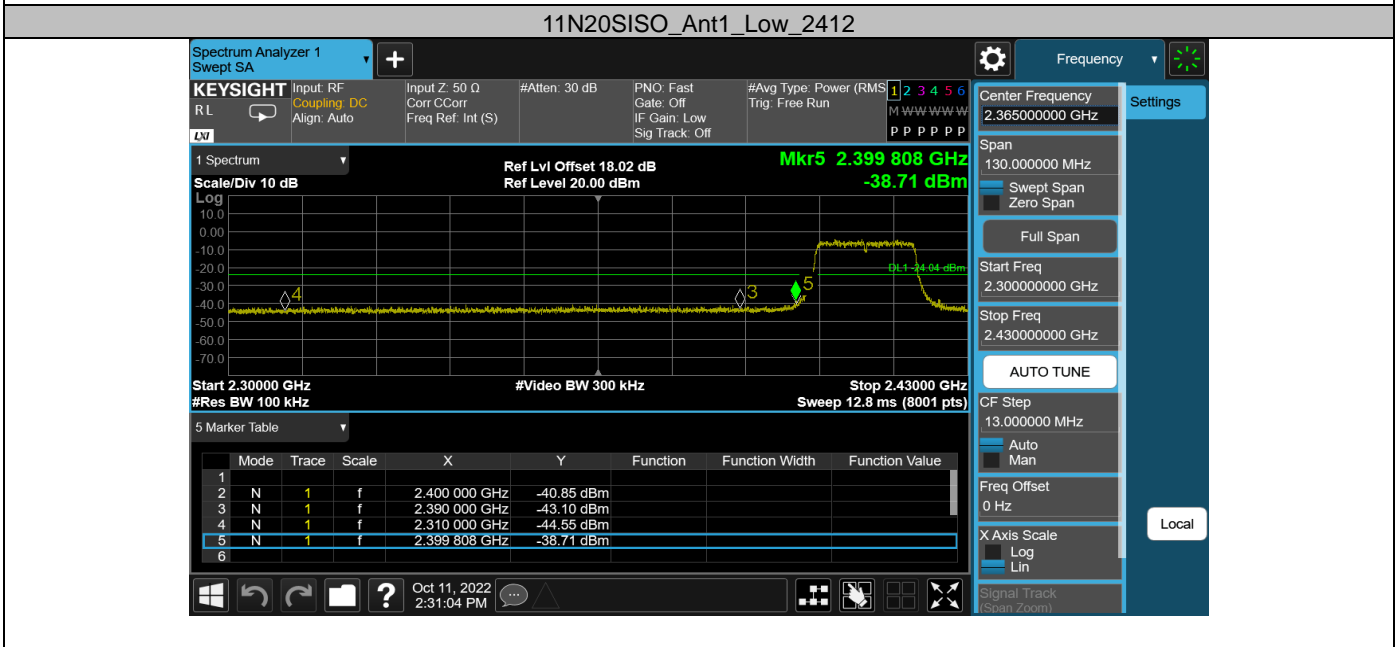 11N20SISO_Ant1_Low_2412
Spectrum Analyzer 1
Swept SA
Frequency
KEYSIGHT
RL
LXI
Input: RF
Coupling: DC
Align: Auto
Input Z: 50 Ω
Corr CCorr
Freq Ref: Int (S)
#Atten: 30 dB
PNO: Fast
Gate: Off
IF Gain: Low
Sig Track: Off
#Avg Type: Power (RMS
Trig: Free Run
1 2 3 4 5 6
M W W W W W
P P P P P P
1 Spectrum
Scale/Div 10 dB
Ref Lvl Offset 18.02 dB
Ref Level 20.00 dBm
Mkr5 2.399 808 GHz
-38.71 dBm
Log
10.0
0.00
-10.0
-20.0
-30.0
-40.0
-50.0
-60.0
-70.0
DL1 -24.04 dBm
4
3
5
Start 2.30000 GHz
#Res BW 100 kHz
#Video BW 300 kHz
Stop 2.43000 GHz
Sweep 12.8 ms (8001 pts)
5 Marker Table
Mode Trace Scale X Y Function Function Width Function Value
1
2 N 1 f 2.400 000 GHz -40.85 dBm
3 N 1 f 2.390 000 GHz -43.10 dBm
4 N 1 f 2.310 000 GHz -44.55 dBm
5 N 1 f 2.399 808 GHz -38.71 dBm
6
?
Oct 11, 2022
2:31:04 PM
Center Frequency
2.365000000 GHz
Settings
Span
130.000000 MHz
Swept Span
Zero Span
Full Span
Start Freq
2.300000000 GHz
Stop Freq
2.430000000 GHz
AUTO TUNE
CF Step
13.000000 MHz
Auto
Man
Freq Offset
0 Hz
X Axis Scale
Log
Lin
Local
Signal Track
(Span Zoom)